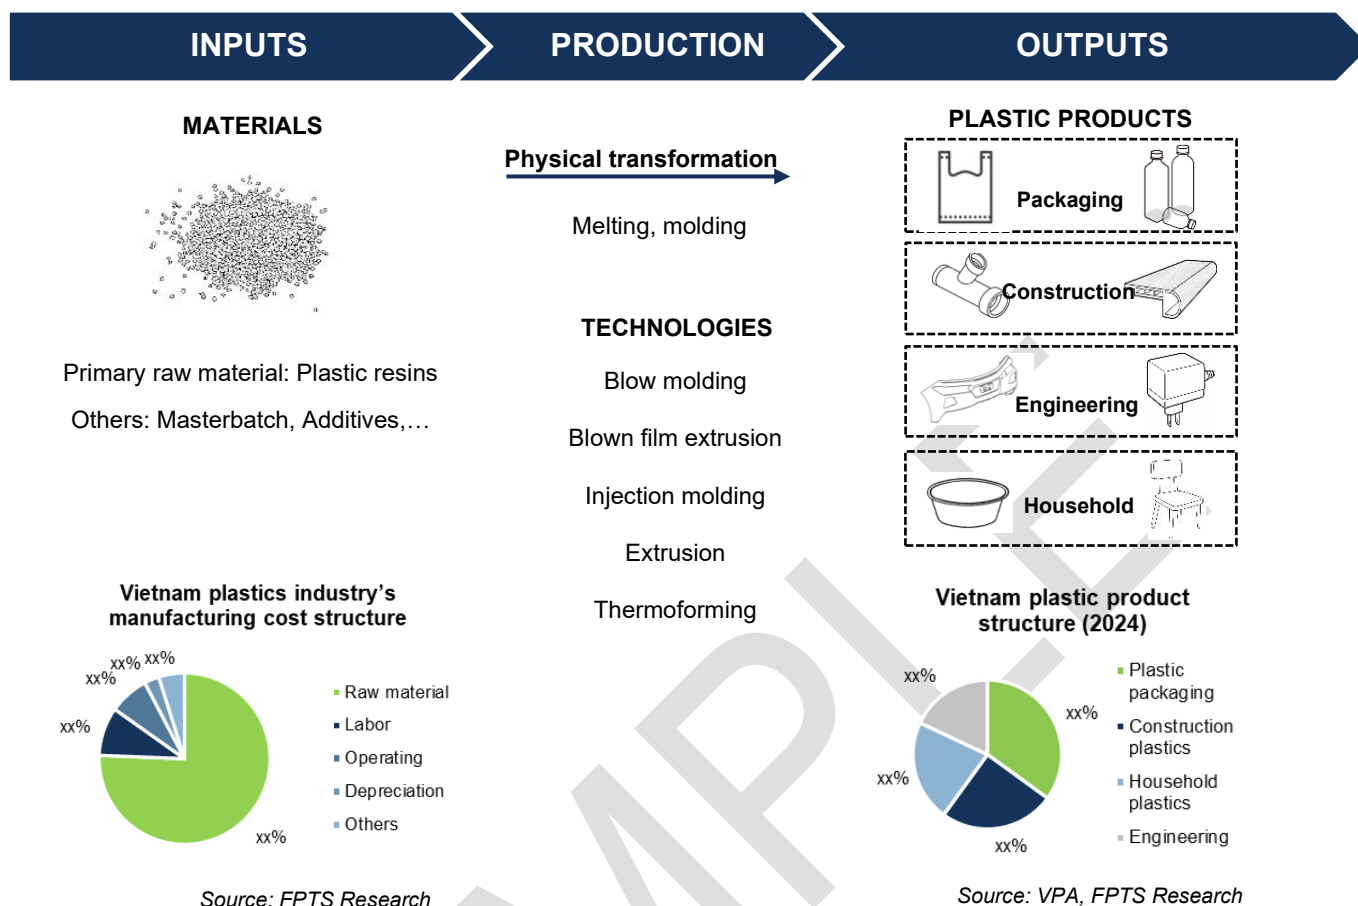 INPUTS
PRODUCTION
OUTPUTS
MATERIALS
Primary raw material: Plastic resins
Others: Masterbatch, Additives,…
Physical transformation
Melting, molding
TECHNOLOGIES
Blow molding
Blown film extrusion
Injection molding
Extrusion
Thermoforming
PLASTIC PRODUCTS
Packaging
Construction
Engineering
Household
Vietnam plastics industry’s
manufacturing cost structure
xx%
xx%
xx%
xx%
xx%
Raw material
Labor
Operating
Depreciation
Others
Source: FPTS Research
Vietnam plastic product
structure (2024)
xx%
xx%
xx%
xx%
Plastic
packaging
Construction
plastics
Household
plastics
Engineering
Source: VPA, FPTS Research